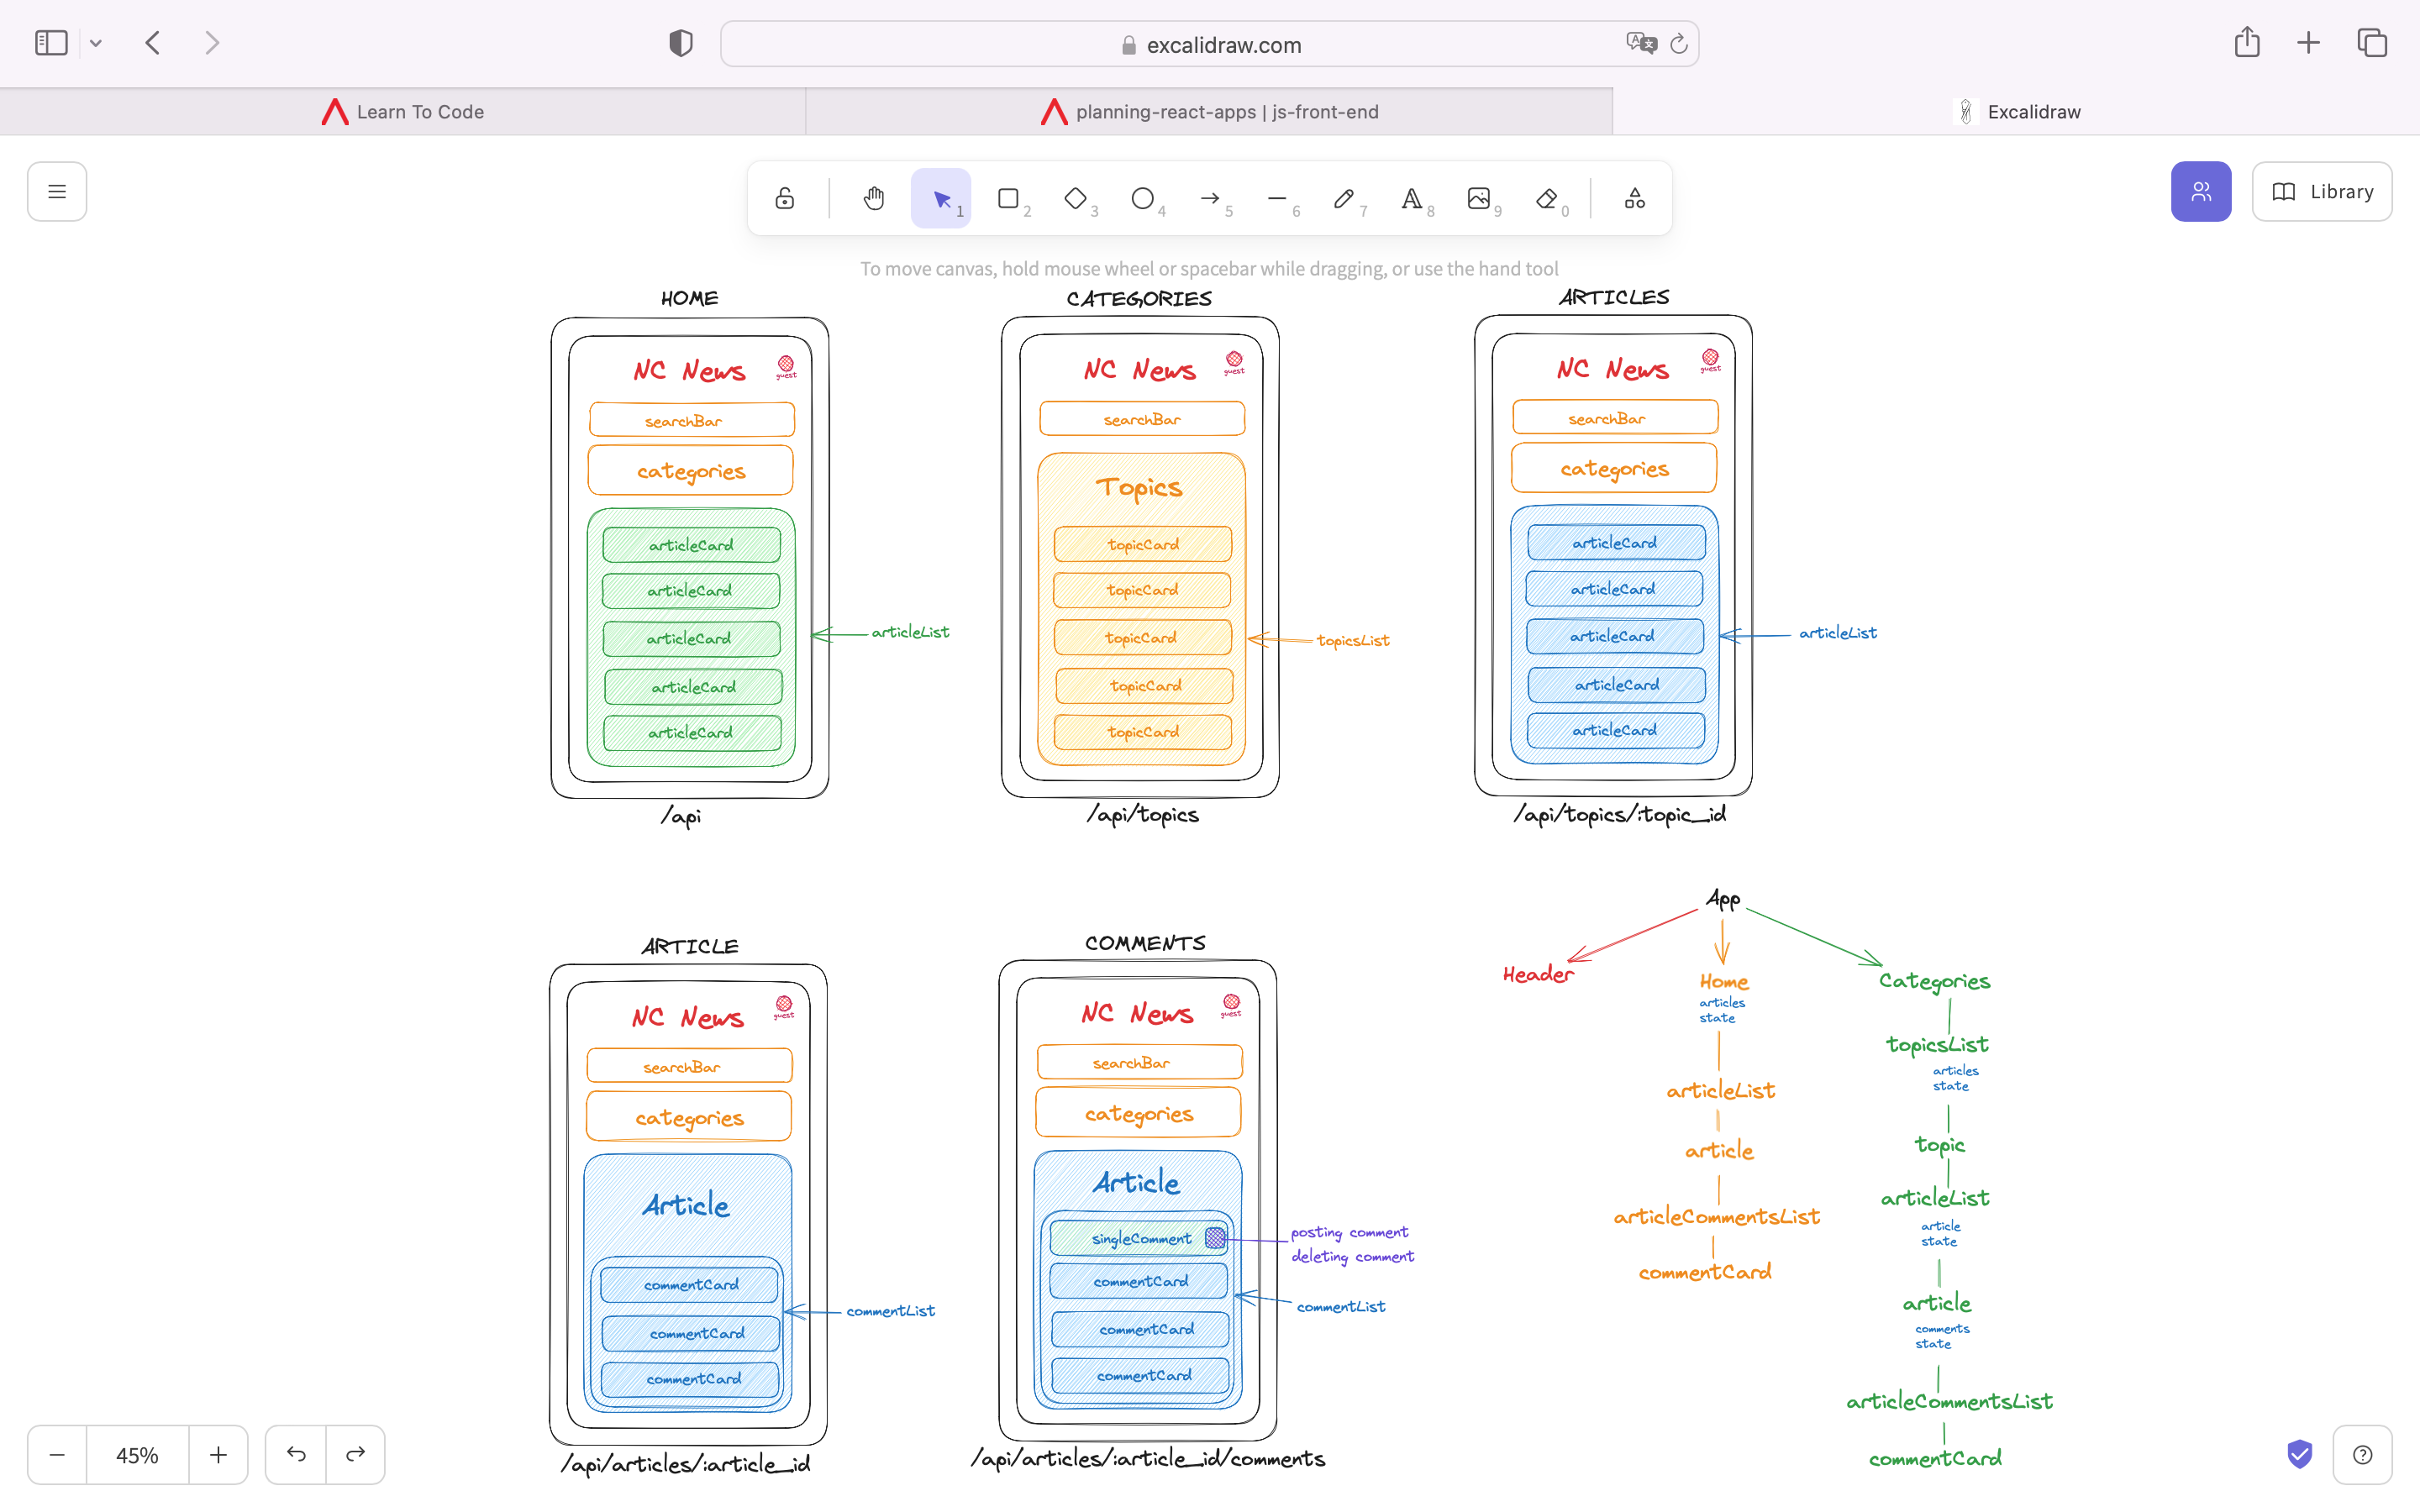 excalidraw.com
Learn To Code
planning-react-apps | js-front-end
Excalidraw
1
2
3
4
5
6
7
8
9
0
Library
To move canvas, hold mouse wheel or spacebar while dragging, or use the hand tool
HOME
NC News
guest
searchBar
categories
articleCard
articleCard
articleCard
articleCard
articleCard
articleList
/api
CATEGORIES
NC News
guest
searchBar
Topics
topicCard
topicCard
topicCard
topicCard
topicCard
topicsList
/api/topics
ARTICLES
NC News
guest
searchBar
categories
articleCard
articleCard
articleCard
articleCard
articleCard
articleList
/api/topics/:topic_id
ARTICLE
NC News
guest
searchBar
categories
Article
commentCard
commentCard
commentCard
commentList
/api/articles/:article_id
COMMENTS
NC News
guest
searchBar
categories
Article
singleComment
commentCard
commentCard
commentCard
posting comment
deleting comment
commentList
/api/articles/:article_id/comments
App
Header
Home
articles
state
articleList
article
articleCommentsList
commentCard
Categories
topicsList
articles
state
topic
articleList
article
state
article
comments
state
articleCommentsList
commentCard
45%